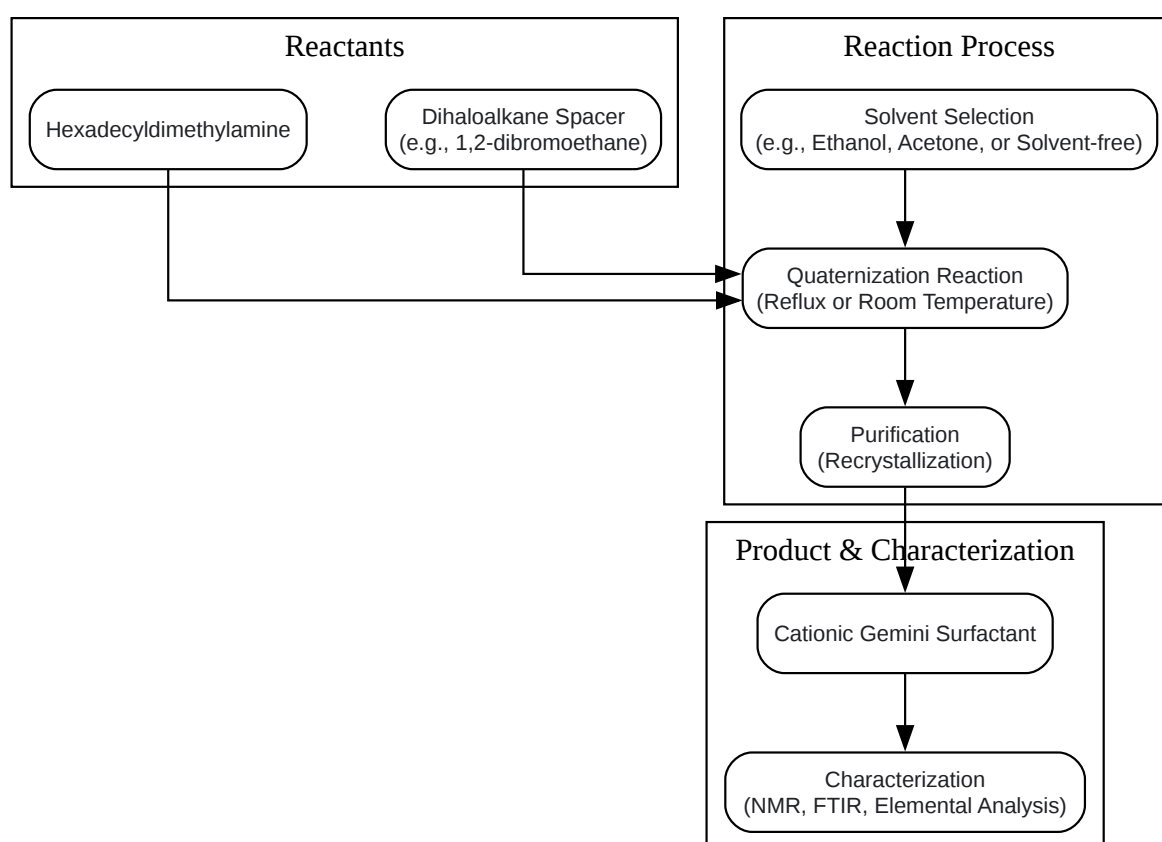 Reactants
Hexadecyldimethylamine
Dihaloalkane Spacer
(e.g., 1,2-dibromoethane)
Reaction Process
Solvent Selection
(e.g., Ethanol, Acetone, or Solvent-free)
Quaternization Reaction
(Reflux or Room Temperature)
Purification
(Recrystallization)
Product & Characterization
Cationic Gemini Surfactant
Characterization
(NMR, FTIR, Elemental Analysis)